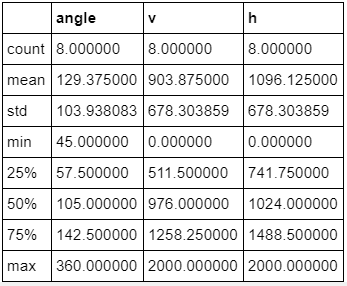 angle v h
count 8.000000 8.000000 8.000000
mean 129.375000 903.875000 1096.125000
std 103.938083 678.303859 678.303859
min 45.000000 0.000000 0.000000
25% 57.500000 511.500000 741.750000
50% 105.000000 976.000000 1024.000000
75% 142.500000 1258.250000 1488.500000
max 360.000000 2000.000000 2000.000000